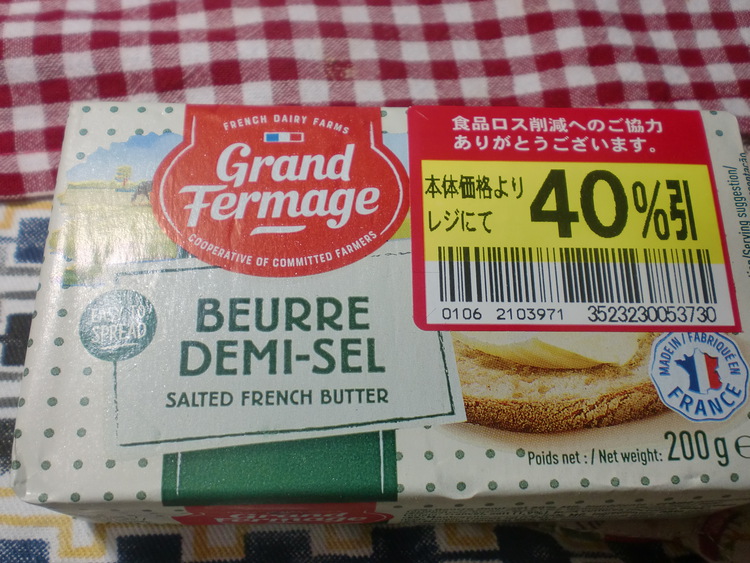 FRENCH DAIRY FARMS
Grand
Fermage
COOPERATIVE OF COMMITTED FARMERS
食品ロス削減へのご協力
ありがとうございます。
本体価格より
レジにて
40%引
0106 2103971 3523230053730
EASY TO
SPREAD
BEURRE
DEMI-SEL
SALTED FRENCH BUTTER
MADE IN / FABRIQUÉ EN
FRANCE
Poids net : / Net weight: 200 g e
Grand
Fermage